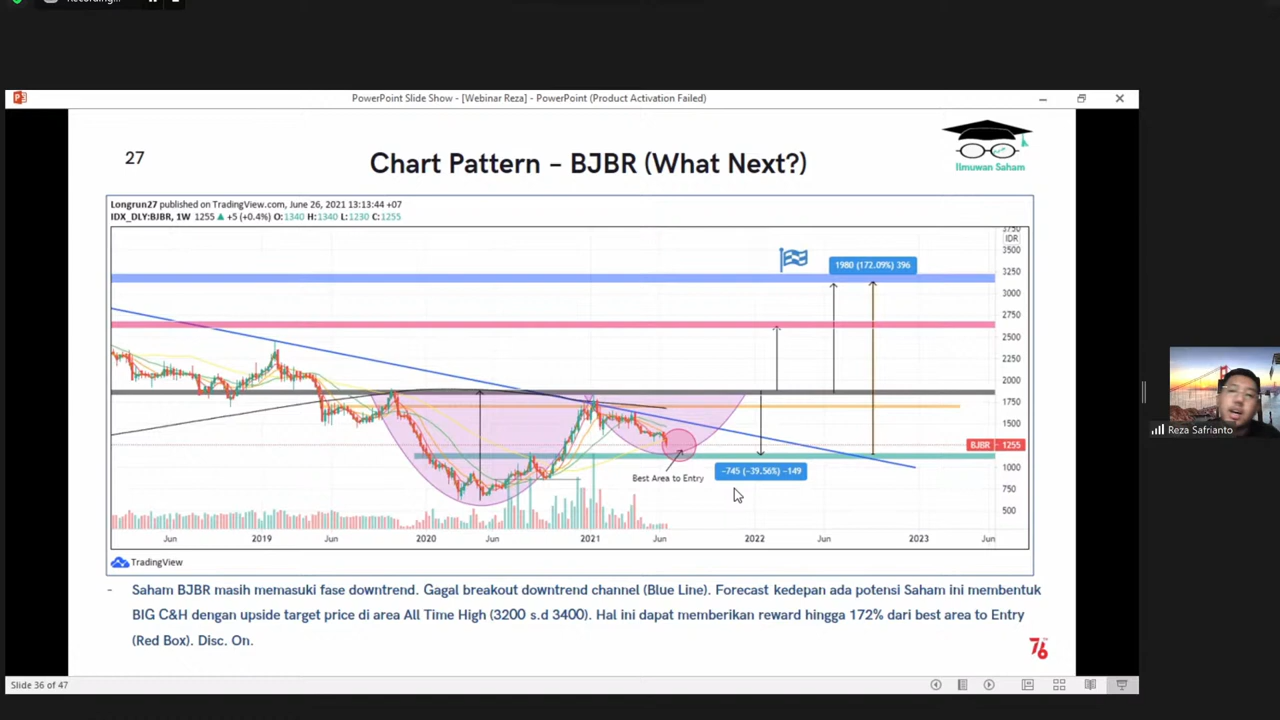 Recording...
PowerPoint Slide Show - [Webinar Reza] - PowerPoint (Product Activation Failed)
27
Chart Pattern – BJBR (What Next?)
Ilmuwan Saham
Longrun27 published on TradingView.com, June 26, 2021 13:13:44 +07
IDX_DLY:BJBR, 1W 1255 ▲ +5 (+0.4%) O:1340 H:1340 L:1230 C:1255
3750
IDR
3500
1980 (172.09%) 396
3250
3000
2750
2500
2250
2000
1750
1500
BJBR 1255
1000
-745 (-39.56%) -149
Best Area to Entry
750
500
Jun 2019 Jun 2020 Jun 2021 Jun 2022 Jun 2023 Jun
TradingView
- Saham BJBR masih memasuki fase downtrend. Gagal breakout downtrend channel (Blue Line). Forecast kedepan ada potensi Saham ini membentuk
BIG C&H dengan upside target price di area All Time High (3200 s.d 3400). Hal ini dapat memberikan reward hingga 172% dari best area to Entry
(Red Box). Disc. On.
76
Slide 36 of 47
Reza Safrianto